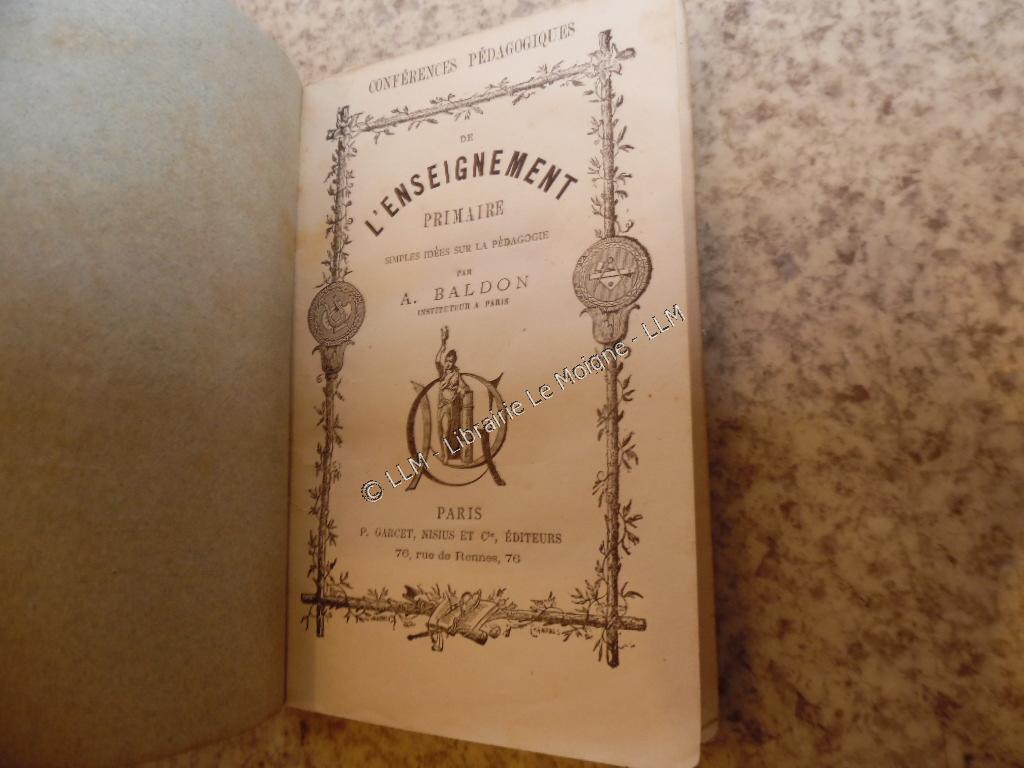 CONFÉRENCES PÉDAGOGIQUES
DE
L'ENSEIGNEMENT
PRIMAIRE
SIMPLES IDÉES SUR LA PÉDAGOGIE
PAR
A. BALDON
INSTITUTEUR A PARIS
© LLM - Librairie Le Moigne - LLM
PARIS
P. GARCET, NISIUS ET Cie, ÉDITEURS
76, rue de Rennes, 76